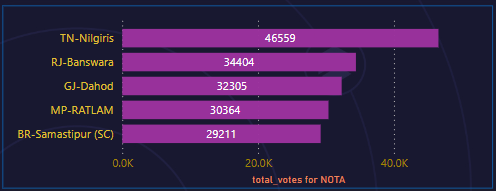 TN-Nilgiris 46559
RJ-Banswara 34404
GJ-Dahod 32305
MP-RATLAM 30364
BR-Samastipur (SC) 29211
0.0K 20.0K 40.0K
total_votes for NOTA